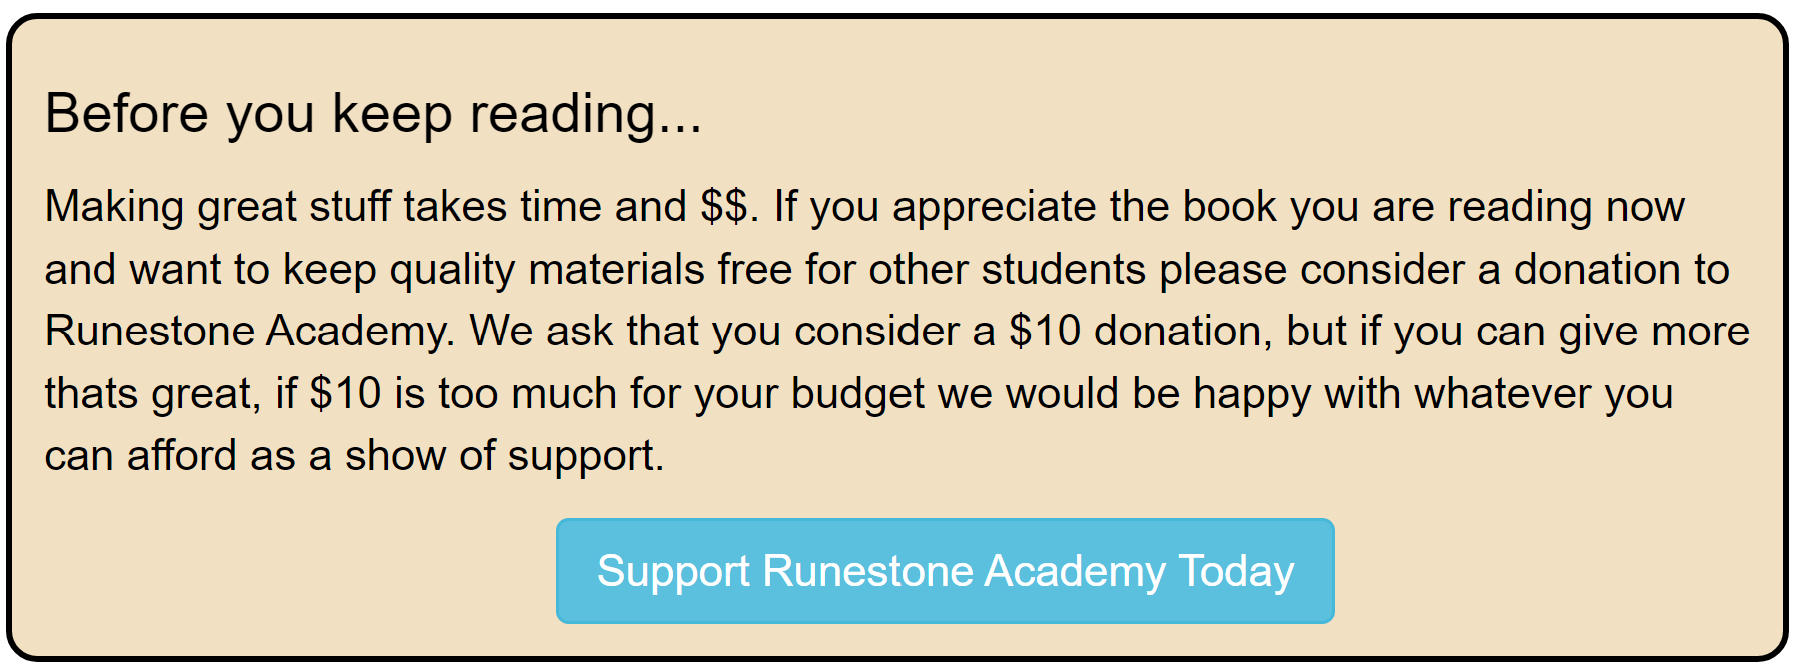 Before you keep reading...
Making great stuff takes time and $$. If you appreciate the book you are reading now
and want to keep quality materials free for other students please consider a donation to
Runestone Academy. We ask that you consider a $10 donation, but if you can give more
thats great, if $10 is too much for your budget we would be happy with whatever you
can afford as a show of support.
Support Runestone Academy Today